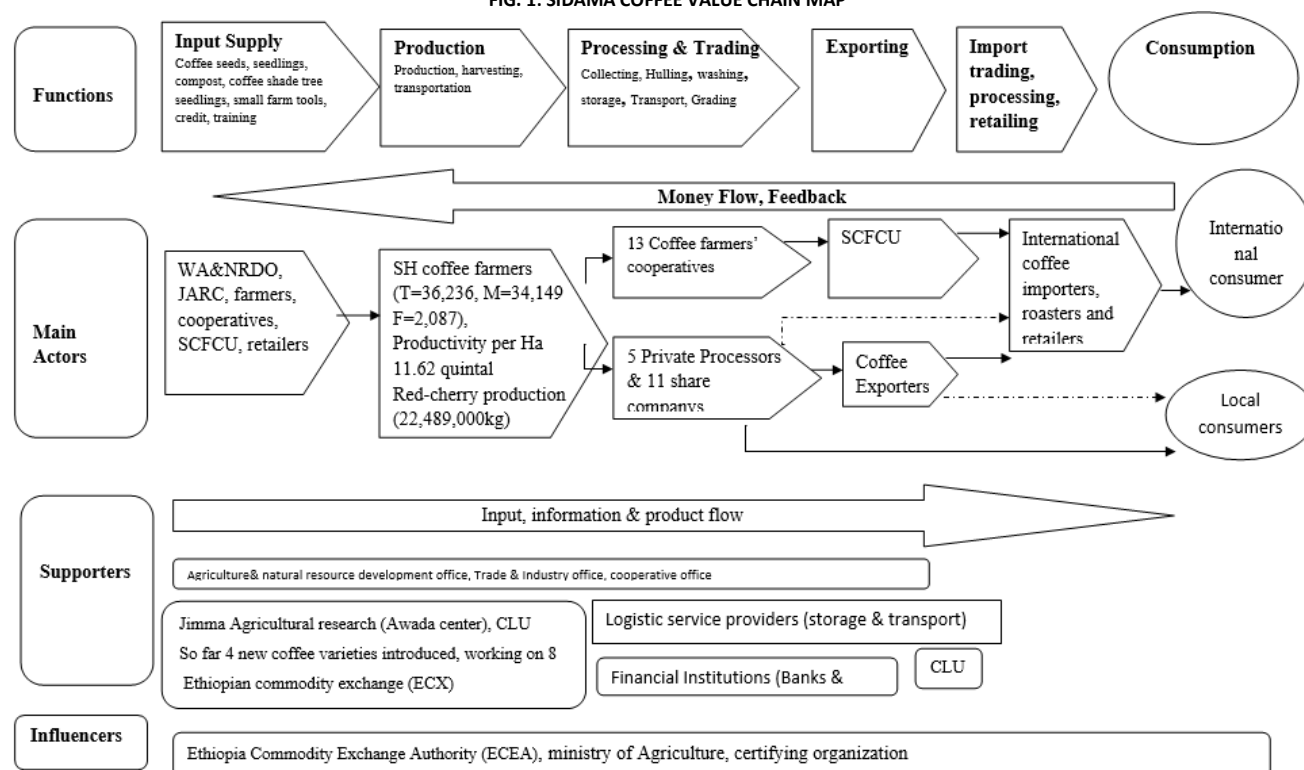 FIG. 1: SIDAMA COFFEE VALUE CHAIN MAP
Functions
Input Supply
Coffee seeds, seedlings,
compost, coffee shade tree
seedlings, small farm tools,
credit, training
Production
Production, harvesting,
transportation
Processing & Trading
Collecting, Hulling, washing,
storage, Transport, Grading
Exporting
Import
trading,
processing,
retailing
Consumption
Money Flow, Feedback
Main
Actors
WA&NRDO,
JARC, farmers,
cooperatives,
SCFCU, retailers
SH coffee farmers
(T=36,236, M=34,149
F=2,087),
Productivity per Ha
11.62 quintal
Red-cherry production
(22,489,000kg)
13 Coffee farmers'
cooperatives
SCFCU
5 Private Processors
& 11 share
companys
Coffee
Exporters
International
coffee
importers,
roasters and
retailers
Internatio
nal
consumer
Local
consumers
Supporters
Input, information & product flow
Agriculture& natural resource development office, Trade & Industry office, cooperative office
Jimma Agricultural research (Awada center), CLU
So far 4 new coffee varieties introduced, working on 8
Ethiopian commodity exchange (ECX)
Logistic service providers (storage & transport)
Financial Institutions (Banks &
CLU
Influencers
Ethiopia Commodity Exchange Authority (ECEA), ministry of Agriculture, certifying organization